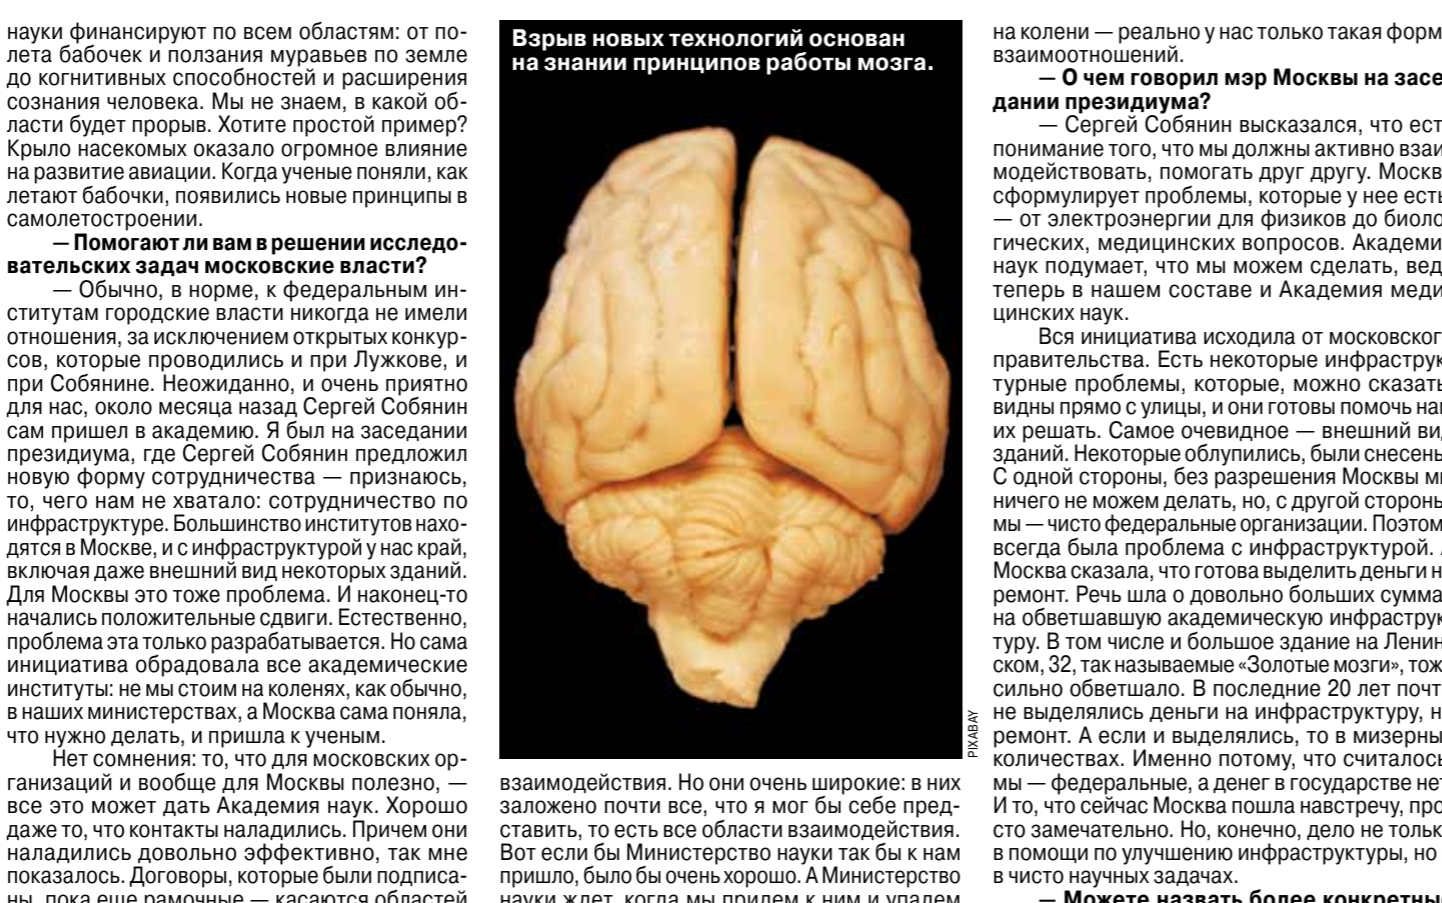 науки финансируют по всем областям: от по-
лета бабочек и ползания муравьев по земле
до когнитивных способностей и расширения
сознания человека. Мы не знаем, в какой об-
ласти будет прорыв. Хотите простой пример?
Крыло насекомых оказало огромное влияние
на развитие авиации. Когда ученые поняли, как
летают бабочки, появились новые принципы в
самолетостроении.
— Помогают ли вам в решении исследо-
вательских задач московские власти?
— Обычно, в норме, к федеральным ин-
ститутам городские власти никогда не имели
отношения, за исключением открытых конкур-
сов, которые проводились и при Лужкове, и
при Собянине. Неожиданно, и очень приятно
для нас, около месяца назад Сергей Собянин
сам пришел в академию. Я был на заседании
президиума, где Сергей Собянин предложил
новую форму сотрудничества — признаюсь,
то, чего нам не хватало: сотрудничество по
инфраструктуре. Большинство институтов нахо-
дятся в Москве, и с инфраструктурой у нас край,
включая даже внешний вид некоторых зданий.
Для Москвы это тоже проблема. И наконец-то
начались положительные сдвиги. Естественно,
проблема эта только разрабатывается. Но сама
инициатива обрадовала все академические
институты: не мы стоим на коленях, как обычно,
в наших министерствах, а Москва сама поняла,
что нужно делать, и пришла к ученым.
Нет сомнения: то, что для московских ор-
ганизаций и вообще для Москвы полезно, —
все это может дать Академия наук. Хорошо
даже то, что контакты наладились. Причем они
наладились довольно эффективно, так мне
показалось. Договоры, которые были подписа-
ны, пока еще рамочные — касаются областей
Взрыв новых технологий основан
на знании принципов работы мозга.
PIXABAY
взаимодействия. Но они очень широкие: в них
заложено почти все, что я мог бы себе пред-
ставить, то есть все области взаимодействия.
Вот если бы Министерство науки так бы к нам
пришло, было бы очень хорошо. А Министерство
науки ждет, когда мы придем к ним и упадем
на колени — реально у нас только такая форм
взаимоотношений.
— О чем говорил мэр Москвы на засе
дании президиума?
— Сергей Собянин высказался, что ест
понимание того, что мы должны активно взаи
модействовать, помогать друг другу. Москв
сформулирует проблемы, которые у нее есть
— от электроэнергии для физиков до биоло
гических, медицинских вопросов. Академи
наук подумает, что мы можем сделать, вед
теперь в нашем составе и Академия меди
цинских наук.
Вся инициатива исходила от московског
правительства. Есть некоторые инфраструк
турные проблемы, которые, можно сказать
видны прямо с улицы, и они готовы помочь нам
их решать. Самое очевидное — внешний вид
зданий. Некоторые облупились, были снесены
С одной стороны, без разрешения Москвы мы
ничего не можем делать, но, с другой стороны
мы — чисто федеральные организации. Поэтом
всегда была проблема с инфраструктурой.
Москва сказала, что готова выделить деньги н
ремонт. Речь шла о довольно больших сумма
на обветшавшую академическую инфраструк
туру. В том числе и большое здание на Ленин
ском, 32, так называемые «Золотые мозги», тож
сильно обветшало. В последние 20 лет почт
не выделялись деньги на инфраструктуру, н
ремонт. А если и выделялись, то в мизерны
количествах. Именно потому, что считалось
мы — федеральные, а денег в государстве нет
И то, что сейчас Москва пошла навстречу, про
сто замечательно. Но, конечно, дело не тольк
в помощи по улучшению инфраструктуры, но
в чисто научных задачах.
— Можете назвать более конкретные